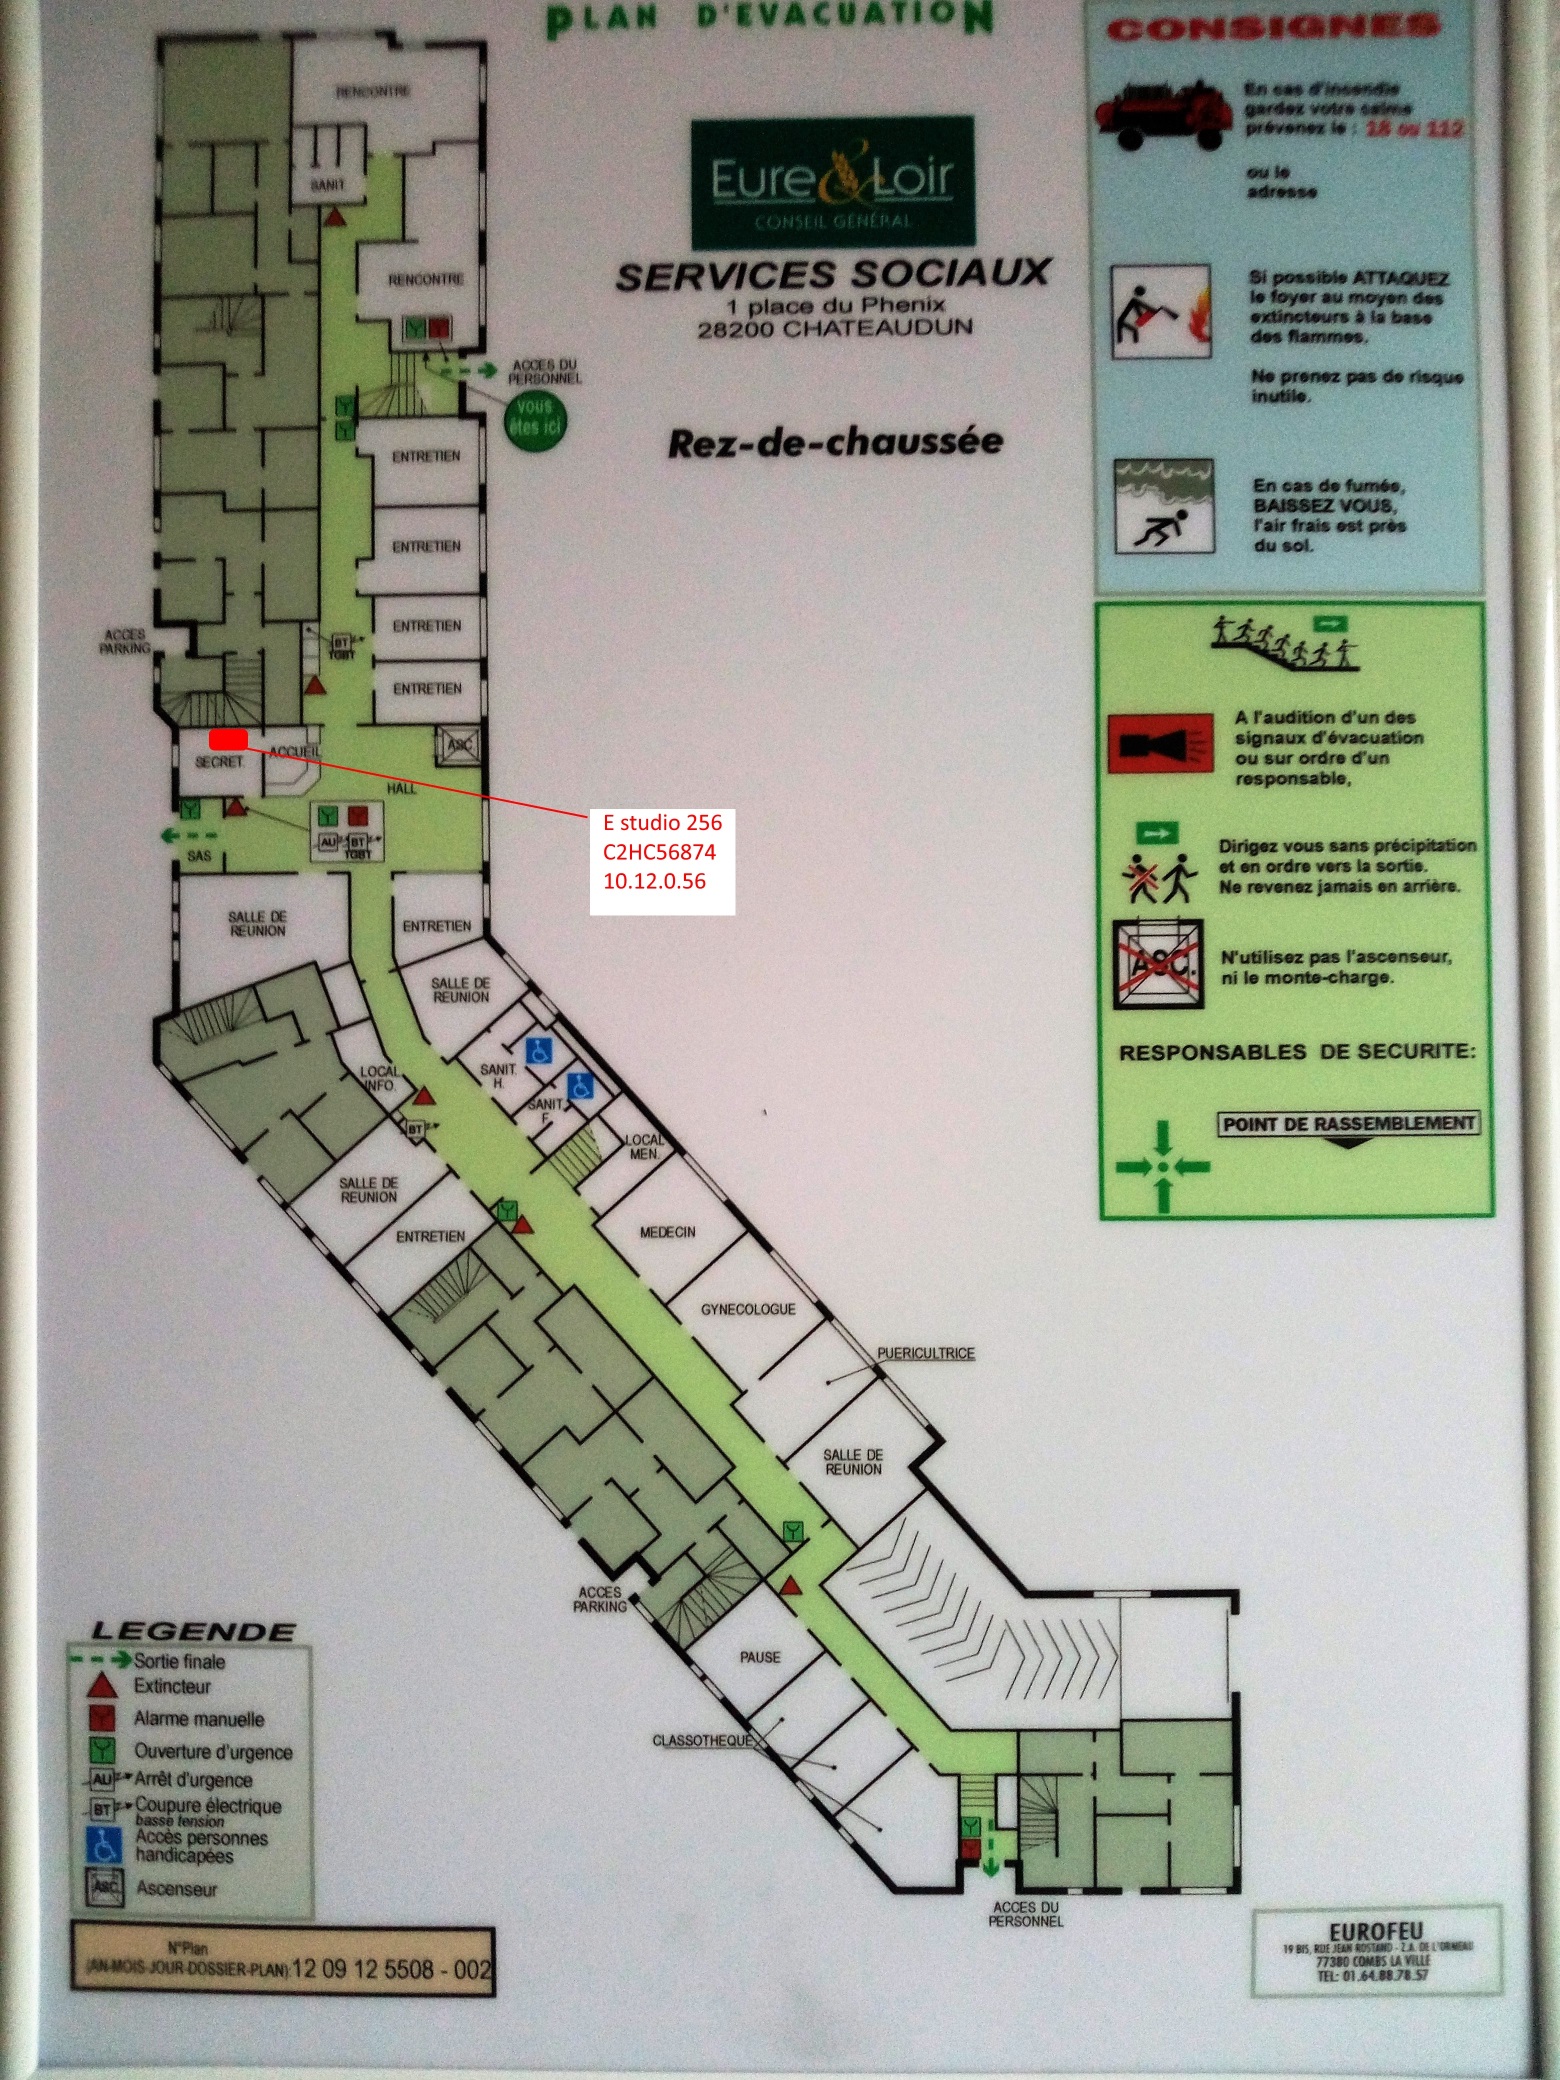 PLAN D'EVACUATION
Eure & Loir
CONSEIL GÉNÉRAL
SERVICES SOCIAUX
1 place du Phenix
28200 CHATEAUDUN
Rez-de-chaussée
CONSIGNES
En cas d'incendie
gardez votre calme
prévenez le : 18 ou 112
ou le
adresse
Si possible ATTAQUEZ
le foyer au moyen des
extincteurs à la base
des flammes.
Ne prenez pas de risque
inutile.
En cas de fumée,
BAISSEZ VOUS,
l'air frais est près
du sol.
A l'audition d'un des
signaux d'évacuation
ou sur ordre d'un
responsable,
Dirigez vous sans précipitation
et en ordre vers la sortie.
Ne revenez jamais en arrière.
ASC.
N'utilisez pas l'ascenseur,
ni le monte-charge.
RESPONSABLES DE SECURITE:
POINT DE RASSEMBLEMENT
RENCONTRE
SANIT.
RENCONTRE
ACCES DU
PERSONNEL
vous
êtes ici
ENTRETIEN
ENTRETIEN
ENTRETIEN
ENTRETIEN
ACCES
PARKING
BT
TGBT
SECRET.
ACCUEIL
ASC.
HALL
AU
BT
TGBT
SAS
E studio 256
C2HC56874
10.12.0.56
SALLE DE
REUNION
ENTRETIEN
SALLE DE
REUNION
SANIT.
H.
SANIT.
F.
LOCAL
INFO.
BT
LOCAL
MEN.
SALLE DE
REUNION
ENTRETIEN
MEDECIN
GYNECOLOGUE
PUERICULTRICE
SALLE DE
REUNION
ACCES
PARKING
PAUSE
CLASSOTHEQUE
ACCES DU
PERSONNEL
LEGENDE
Sortie finale
Extincteur
Alarme manuelle
Ouverture d'urgence
AU
Arrêt d'urgence
BT
Coupure électrique
basse tension
Accès personnes
handicapées
ASC.
Ascenseur
N°Plan
(AN-MOIS-JOUR-DOSSIER-PLAN): 12 09 12 5508 - 002
EUROFEU
19 BIS, RUE JEAN ROSTAND - Z.A. DE L'ORMEAU
77380 COMBS LA VILLE
TEL: 01.64.88.78.57